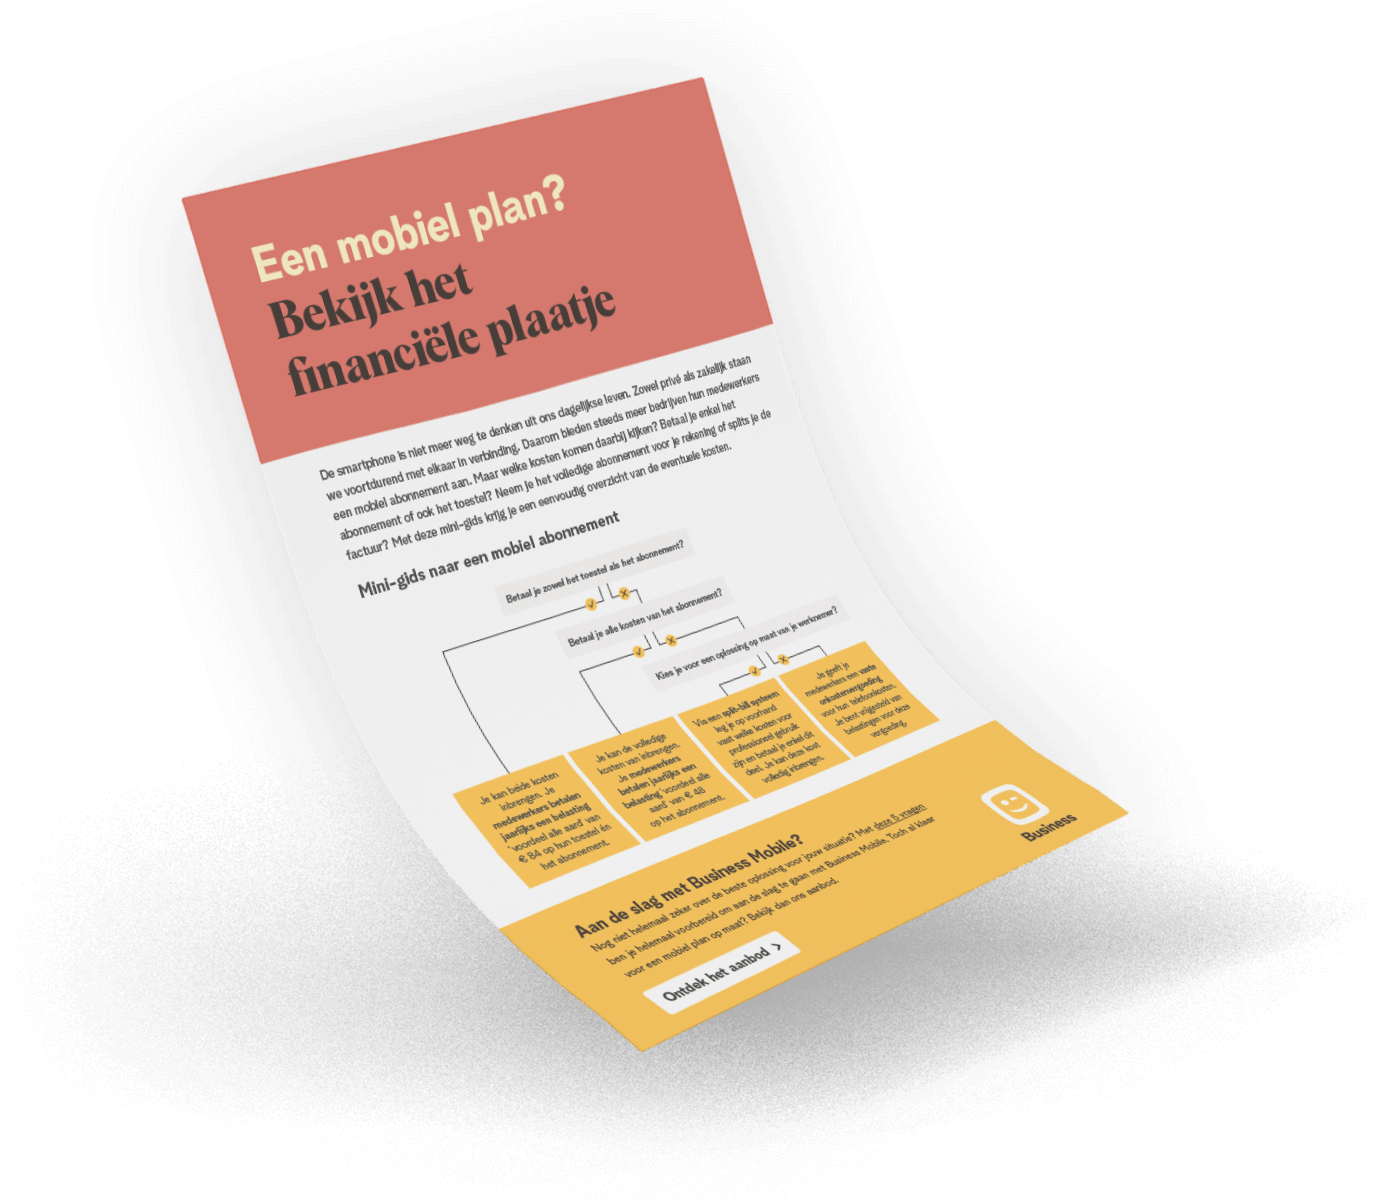 Een mobiel plan?
Bekijk het
financiële plaatje
De smartphone is niet meer weg te denken uit ons dagelijkse leven. Zowel privé als zakelijk staan
we voortdurend met elkaar in verbinding. Daarom bieden steeds meer bedrijven hun medewerkers
een mobiel abonnement aan. Maar welke kosten komen daarbij kijken? Betaal je enkel het
abonnement of ook het toestel? Neem je het volledige abonnement voor je rekening of splits je de
factuur? Met deze mini-gids krijg je een eenvoudig overzicht van de eventuele kosten.
Mini-gids naar een mobiel abonnement
Betaal je zowel het toestel als het abonnement?
Betaal je alle kosten van het abonnement?
Kies je voor een oplossing op maat van je werknemer?
Je kan beide kosten
inbrengen. Je
medewerkers betalen
jaarlijks een belasting
'voordeel alle aard' van
€ 84 op hun toestel én
het abonnement.
Je kan de volledige
kosten van inbrengen.
Je medewerkers
betalen jaarlijks een
belasting 'voordeel alle
aard' van € 48
op het abonnement.
Via een split-bill systeem
leg je op voorhand
vast welke kosten voor
professioneel gebruik
zijn en betaal je enkel dit
deel. Je kan deze kost
volledig inbrengen.
Je geeft je
medewerkers een vaste
onkostenvergoeding
voor hun telefoonkosten.
Je bent vrijgesteld van
belastingen voor deze
vergoeding.
Aan de slag met Business Mobile?
Nog niet helemaal zeker over de beste oplossing voor jouw situatie? Met deze 5 vragen
ben je helemaal voorbereid om aan de slag te gaan met Business Mobile. Toch al klaar
voor een mobiel plan op maat? Bekijk dan ons aanbod.
Ontdek het aanbod >
Business